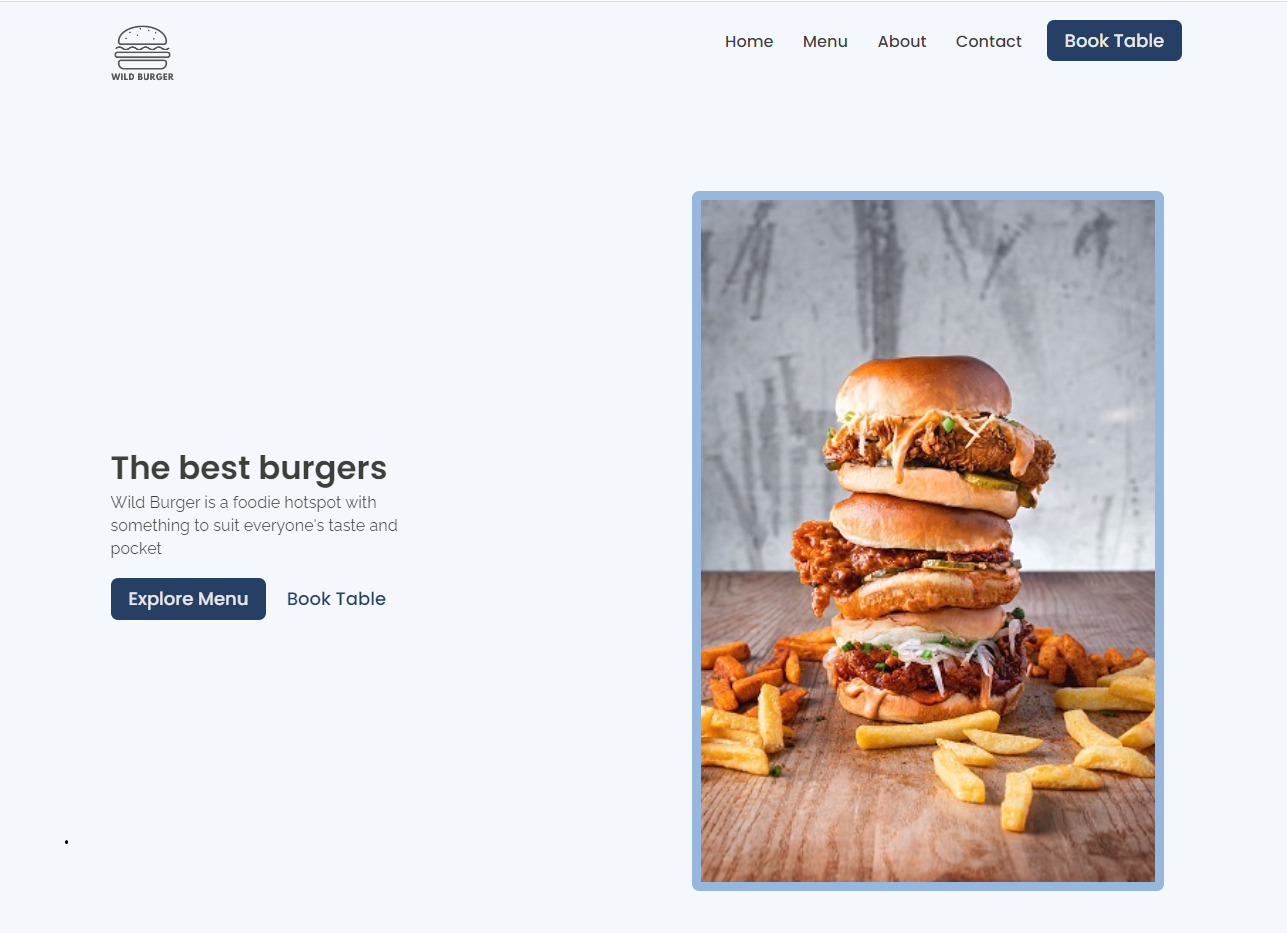 WILD BURGER
Home Menu About Contact Book Table
The best burgers
Wild Burger is a foodie hotspot with
something to suit everyone's taste and
pocket
Explore Menu Book Table